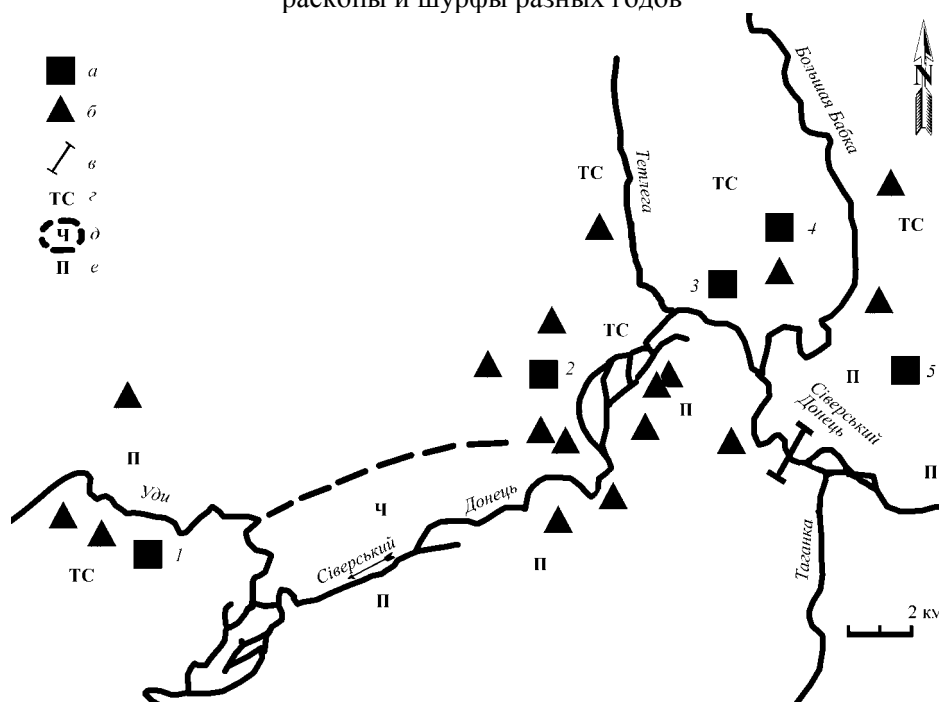 раскопы и шурфы разных годов
а
б
в
ТС г
Ч д
П е
N
Большая Бабка
Тетлега
ТС
ТС
ТС
4
3
ТС
2
П
5
Сіверський
Донець
П
П
П
Уди
Донець
Ч
Сіверський
1
ТС
П
П
Таганка
2 км